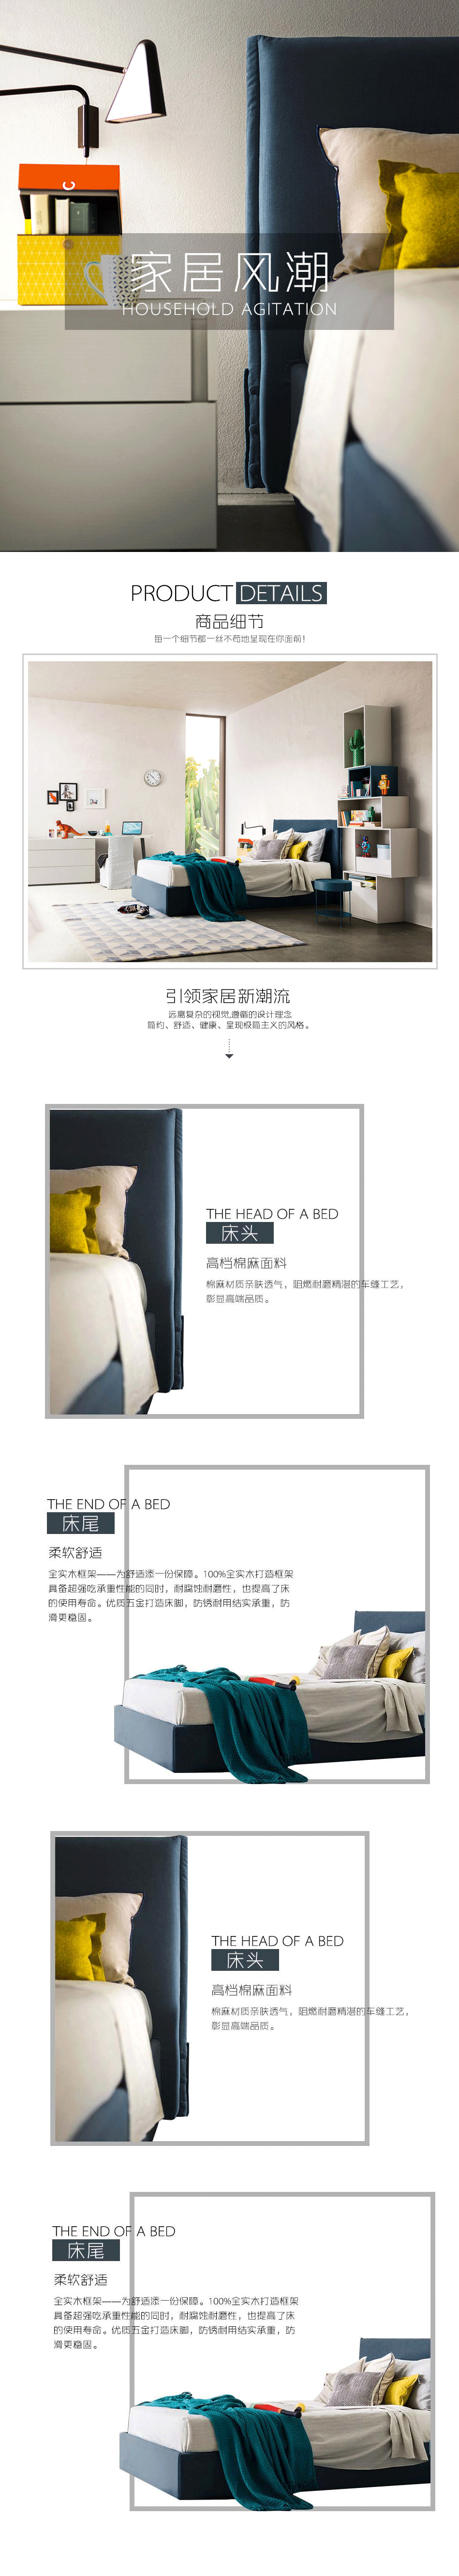 家居风潮
HOUSEHOLD AGITATION
PRODUCT DETAILS
商品细节
每一个细节都一丝不苟地呈现在你面前!
引领家居新潮流
远离复杂的视觉,遵循的设计理念
简约、舒适、健康、呈现极简主义的风格。
THE HEAD OF A BED
床头
高档棉麻面料
棉麻材质亲肤透气，阻燃耐磨精湛的车缝工艺，
彰显高端品质。
THE END OF A BED
床尾
柔软舒适
全实木框架——为舒适添一份保障。100%全实木打造框架
具备超强吃承重性能的同时，耐腐蚀耐磨性，也提高了床
的使用寿命。优质五金打造床脚，防锈耐用结实承重，防
滑更稳固。
THE HEAD OF A BED
床头
高档棉麻面料
棉麻材质亲肤透气，阻燃耐磨精湛的车缝工艺，
彰显高端品质。
THE END OF A BED
床尾
柔软舒适
全实木框架——为舒适添一份保障。100%全实木打造框架
具备超强吃承重性能的同时，耐腐蚀耐磨性，也提高了床
的使用寿命。优质五金打造床脚，防锈耐用结实承重，防
滑更稳固。